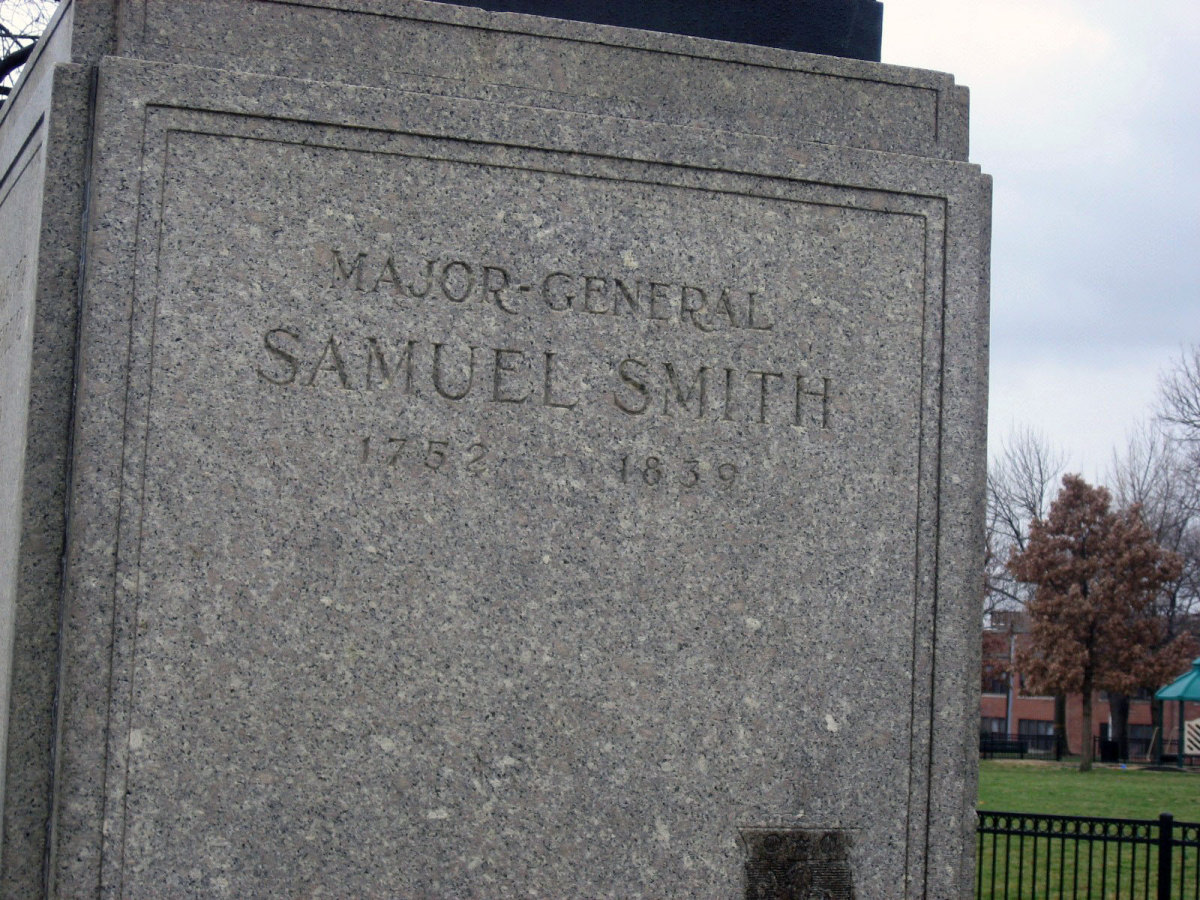 MAJOR-GENERAL
SAMUEL SMITH
1752 1839